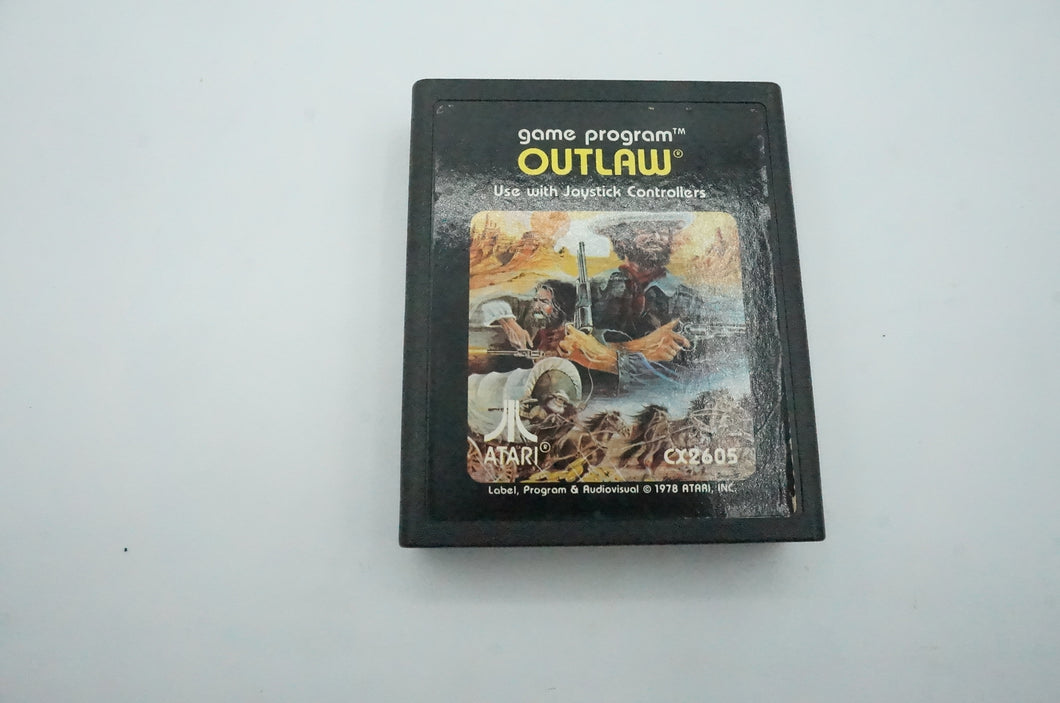 game program™
OUTLAW®
Use with Joystick Controllers
ATARI®
CX2605
Label, Program & Audiovisual © 1978 ATARI, INC.